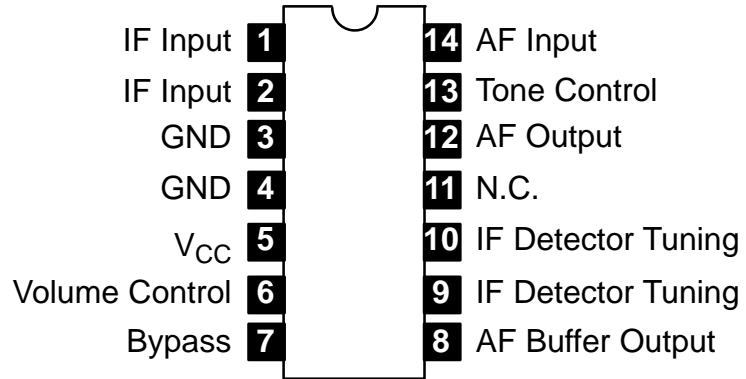 IF Input 1 14 AF Input
IF Input 2 13 Tone Control
GND 3 12 AF Output
GND 4 11 N.C.
VCC 5 10 IF Detector Tuning
Volume Control 6 9 IF Detector Tuning
Bypass 7 8 AF Buffer Output